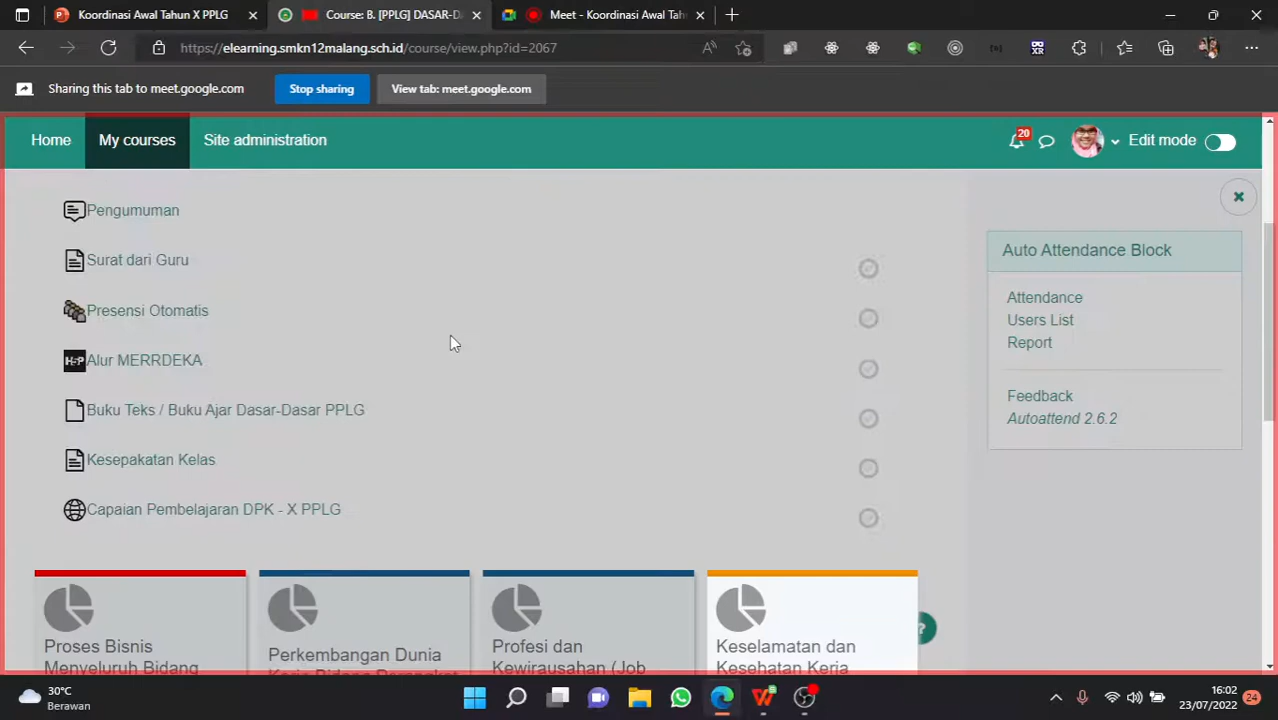 Koordinasi Awal Tahun X PPLG
Course: B. [PPLG] DASAR-D
Meet - Koordinasi Awal Tah
https://elearning.smkn12malang.sch.id/course/view.php?id=2067
Sharing this tab to meet.google.com
Stop sharing
View tab: meet.google.com
Home
My courses
Site administration
20
Edit mode
Pengumuman
Surat dari Guru
Presensi Otomatis
H5P
Alur MERRDEKA
Buku Teks / Buku Ajar Dasar-Dasar PPLG
Kesepakatan Kelas
Capaian Pembelajaran DPK - X PPLG
Auto Attendance Block
Attendance
Users List
Report
Feedback
Autoattend 2.6.2
Proses Bisnis
Menyeluruh Bidang
Perkembangan Dunia
Kerja Bidang Perangkat
Profesi dan
Kewirausahan (Job
Keselamatan dan
Kesehatan Kerja
?
30°C
Berawan
16:02
23/07/2022
24